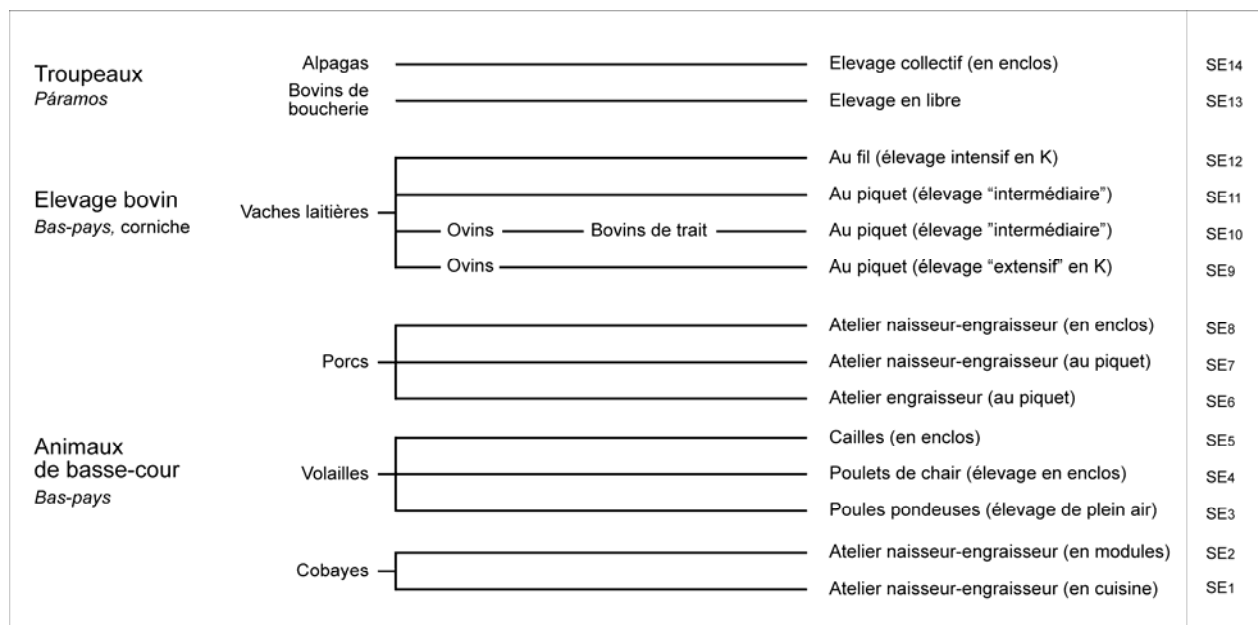 Troupeaux
Páramos
Alpagas Elevage collectif (en enclos) SE14
Bovins de
boucherie
Elevage en libre SE13
Elevage bovin
Bas-pays, corniche
Vaches laitières
Au fil (élevage intensif en K) SE12
Au piquet (élevage “intermédiaire”) SE11
Ovins Bovins de trait Au piquet (élevage ”intermédiaire”) SE10
Ovins Au piquet (élevage “extensif” en K) SE9
Animaux
de basse-cour
Bas-pays
Porcs
Atelier naisseur-engraisseur (en enclos) SE8
Atelier naisseur-engraisseur (au piquet) SE7
Atelier engraisseur (au piquet) SE6
Volailles
Cailles (en enclos) SE5
Poulets de chair (élevage en enclos) SE4
Poules pondeuses (élevage de plein air) SE3
Cobayes
Atelier naisseur-engraisseur (en modules) SE2
Atelier naisseur-engraisseur (en cuisine) SE1